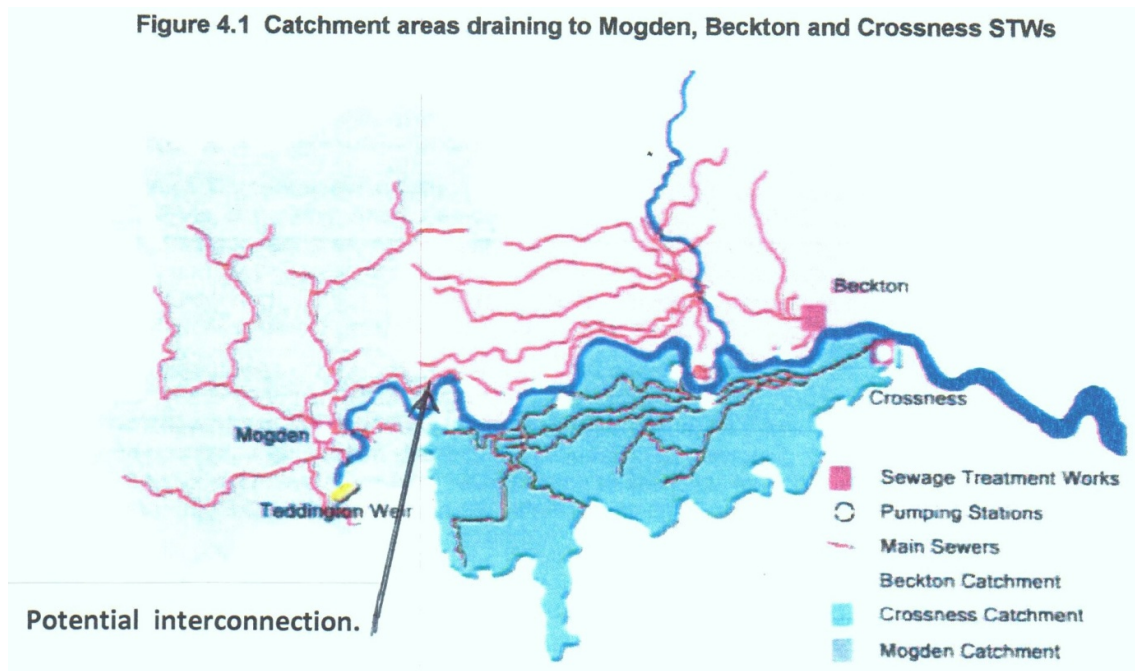 Figure 4.1 Catchment areas draining to Mogden, Beckton and Crossness STWs
Beckton
Crossness
Mogden
Teddington Weir
Sewage Treatment Works
Pumping Stations
Main Sewers
Beckton Catchment
Crossness Catchment
Mogden Catchment
Potential interconnection.